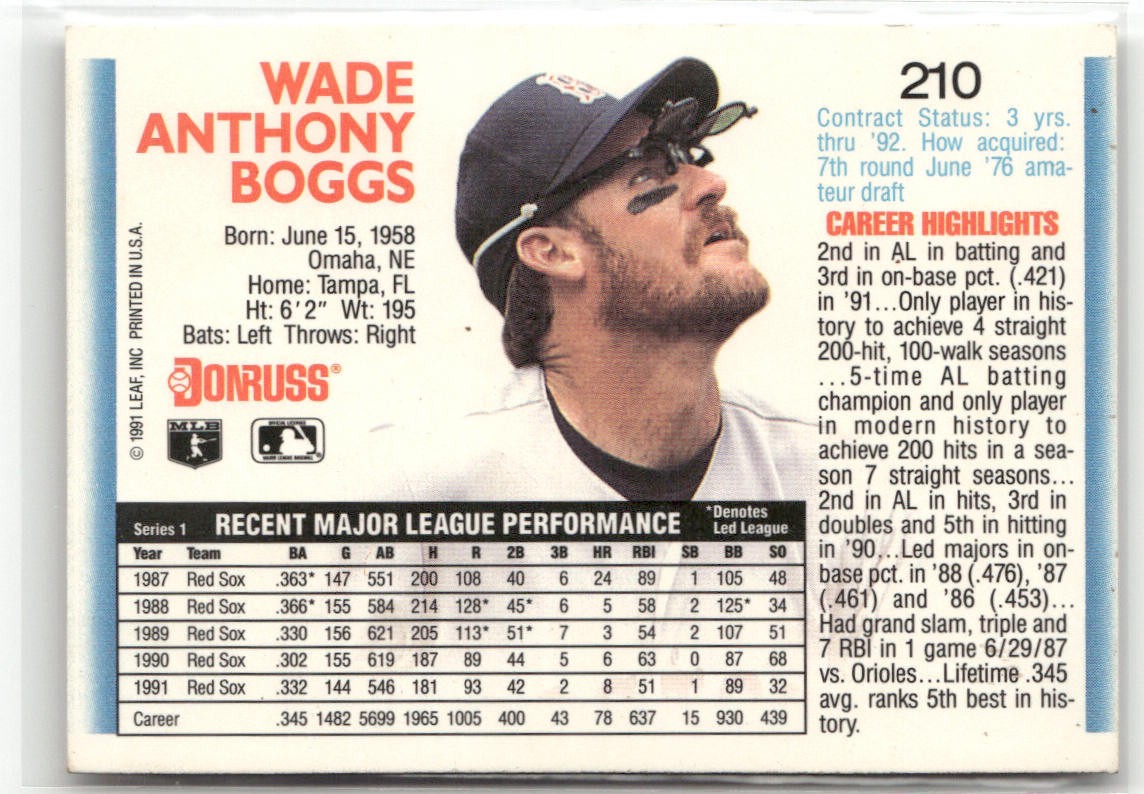 WADE
ANTHONY
BOGGS
Born: June 15, 1958
Omaha, NE
Home: Tampa, FL
Ht: 6'2" Wt: 195
Bats: Left Throws: Right
DONRUSS®
MLB
OFFICIAL LICENSEE
MAJOR LEAGUE BASEBALL
© 1991 LEAF, INC PRINTED IN U.S.A.
210
Contract Status: 3 yrs.
thru '92. How acquired:
7th round June '76 ama-
teur draft
CAREER HIGHLIGHTS
2nd in AL in batting and
3rd in on-base pct. (.421)
in '91...Only player in his-
tory to achieve 4 straight
200-hit, 100-walk seasons
...5-time AL batting
champion and only player
in modern history to
achieve 200 hits in a sea-
son 7 straight seasons...
2nd in AL in hits, 3rd in
doubles and 5th in hitting
in '90...Led majors in on-
base pct. in '88 (.476), '87
(.461) and '86 (.453)...
Had grand slam, triple and
7 RBI in 1 game 6/29/87
vs. Orioles...Lifetime .345
avg. ranks 5th best in his-
tory.
Series 1 RECENT MAJOR LEAGUE PERFORMANCE *Denotes
Led League
Year Team BA G AB H R 2B 3B HR RBI SB BB SO
1987 Red Sox .363* 147 551 200 108 40 6 24 89 1 105 48
1988 Red Sox .366* 155 584 214 128* 45* 6 5 58 2 125* 34
1989 Red Sox .330 156 621 205 113* 51* 7 3 54 2 107 51
1990 Red Sox .302 155 619 187 89 44 5 6 63 0 87 68
1991 Red Sox .332 144 546 181 93 42 2 8 51 1 89 32
Career .345 1482 5699 1965 1005 400 43 78 637 15 930 439